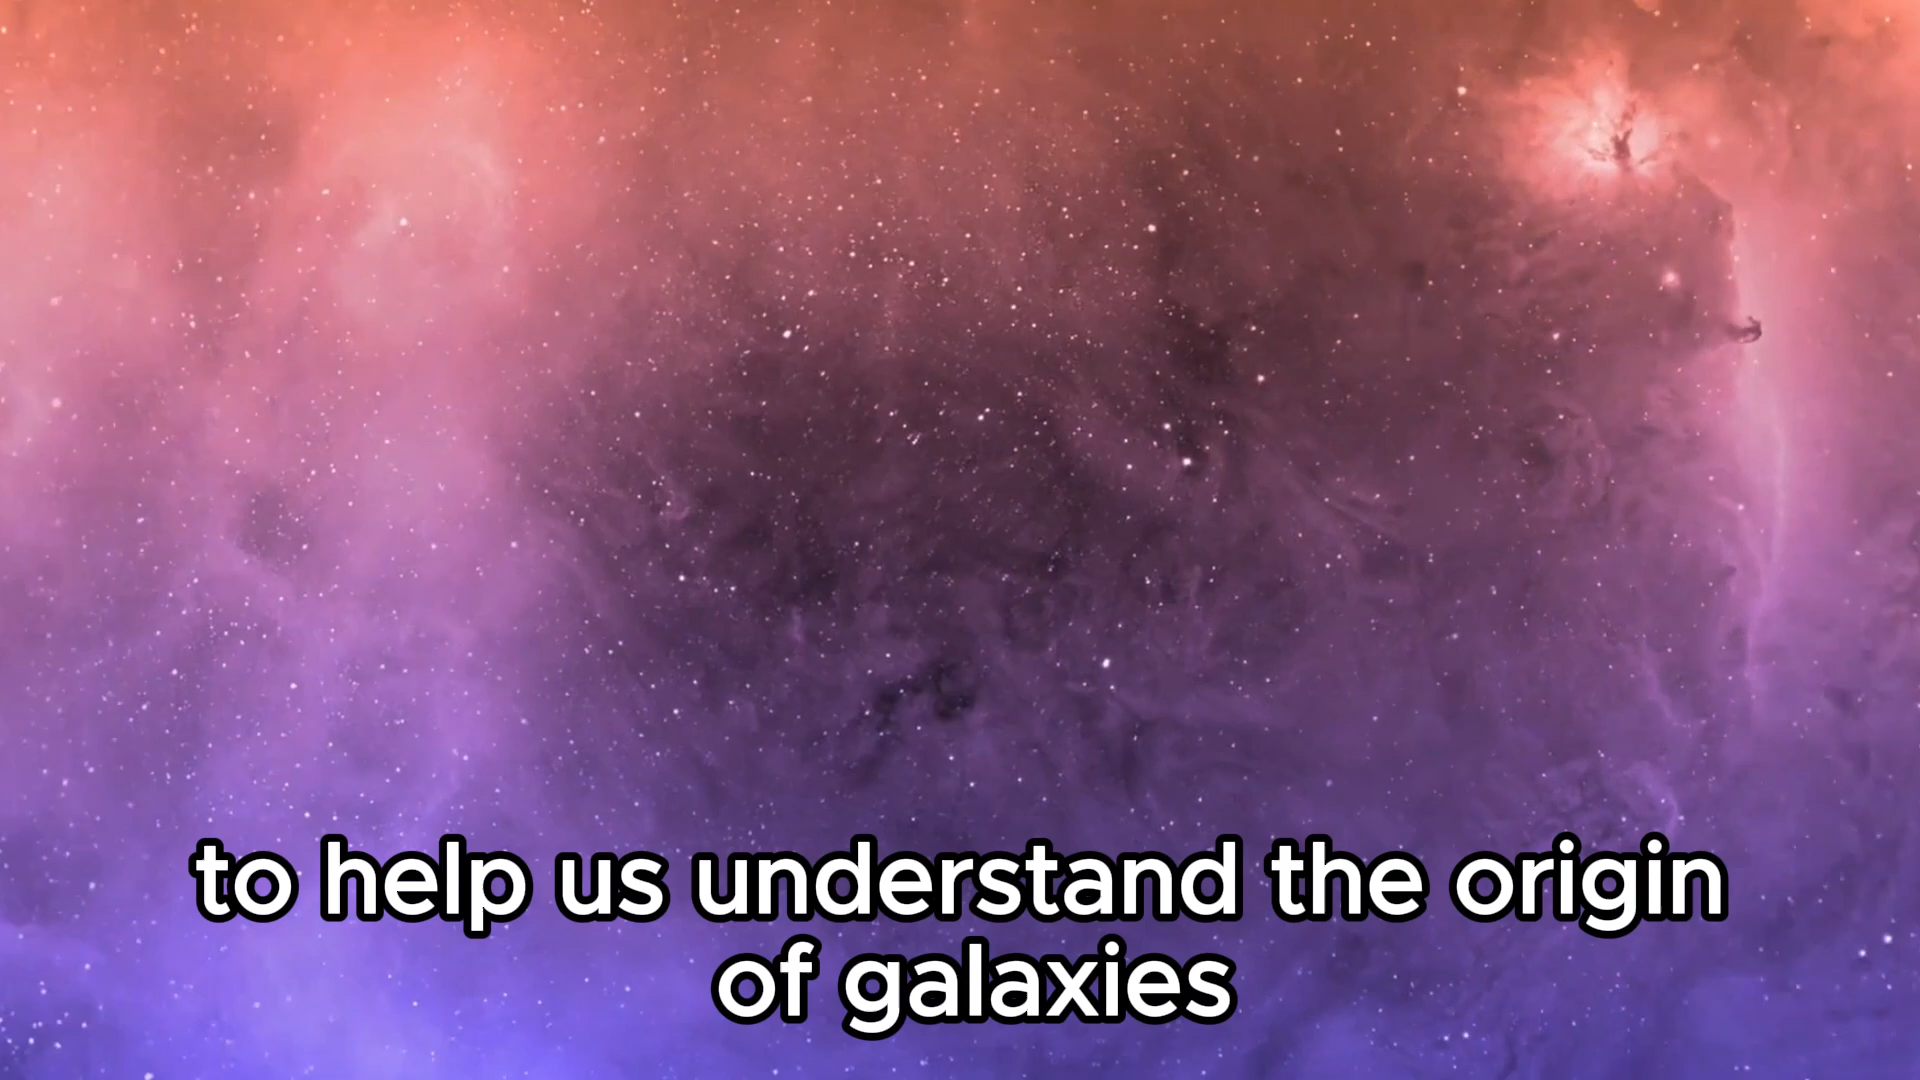 to help us understand the origin
of galaxies